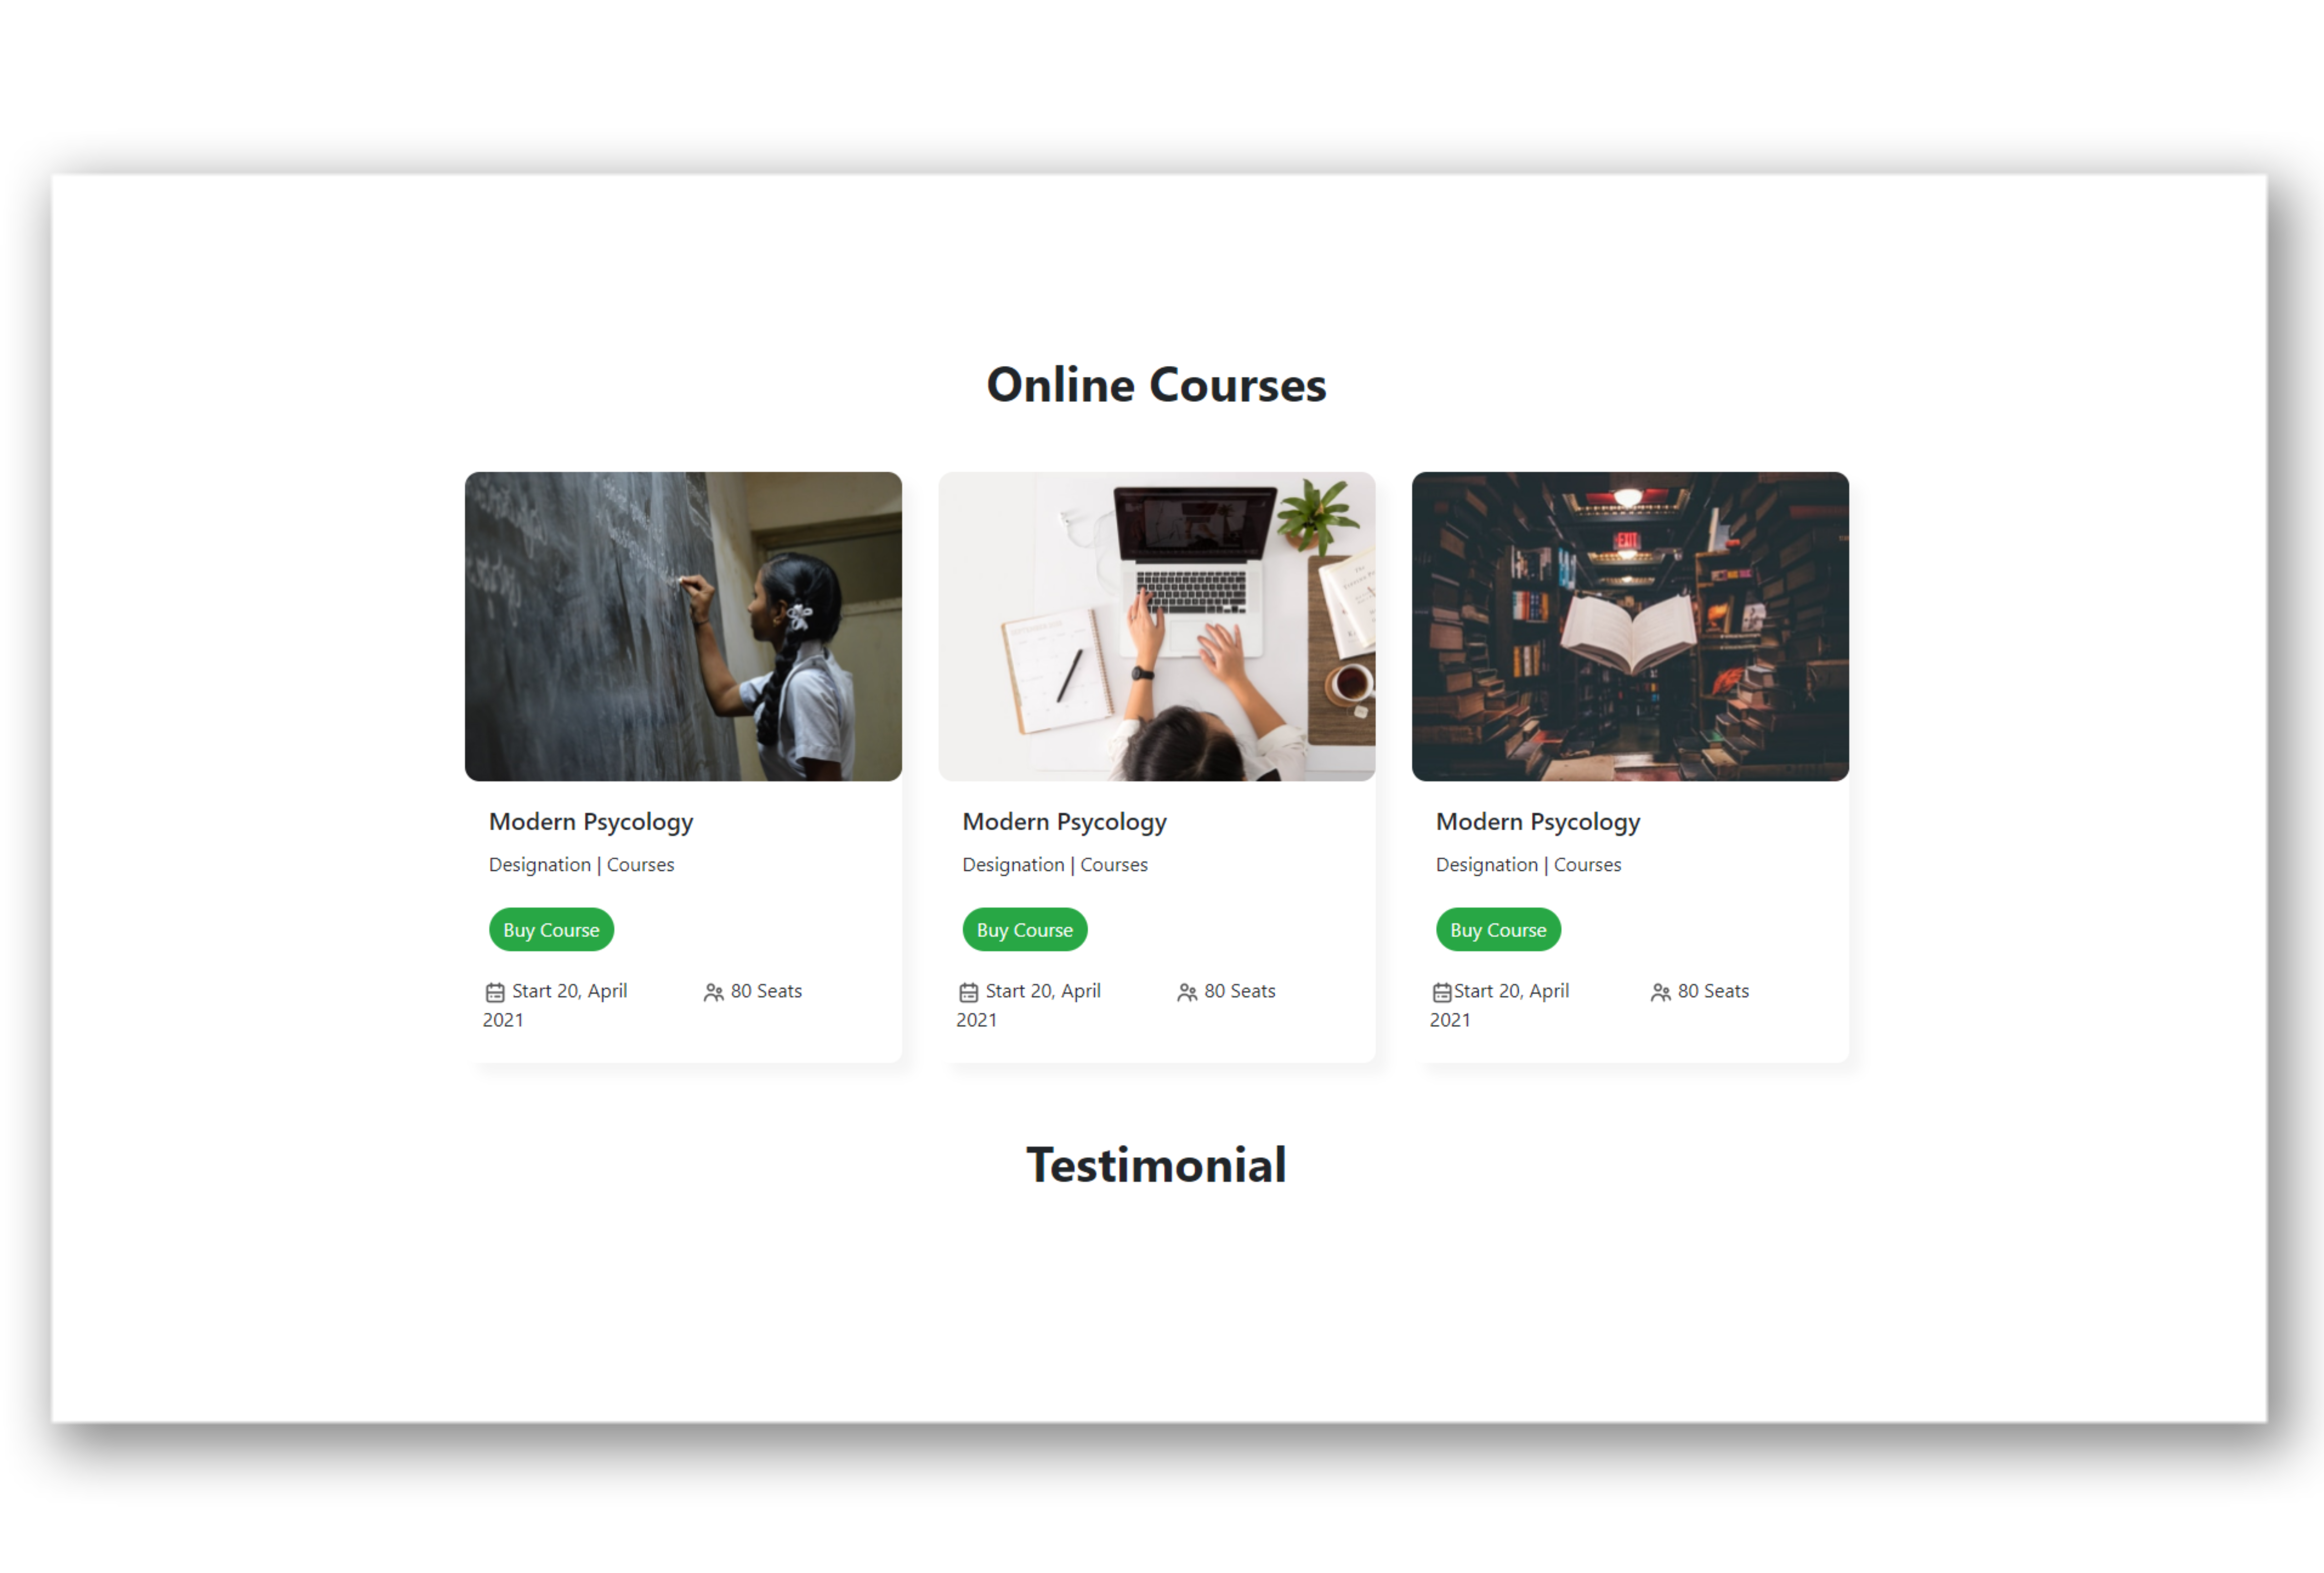 Online Courses
EXIT
Modern Psycology
Designation | Courses
Buy Course
Start 20, April
2021
80 Seats
Modern Psycology
Designation | Courses
Buy Course
Start 20, April
2021
80 Seats
Modern Psycology
Designation | Courses
Buy Course
Start 20, April
2021
80 Seats
Testimonial